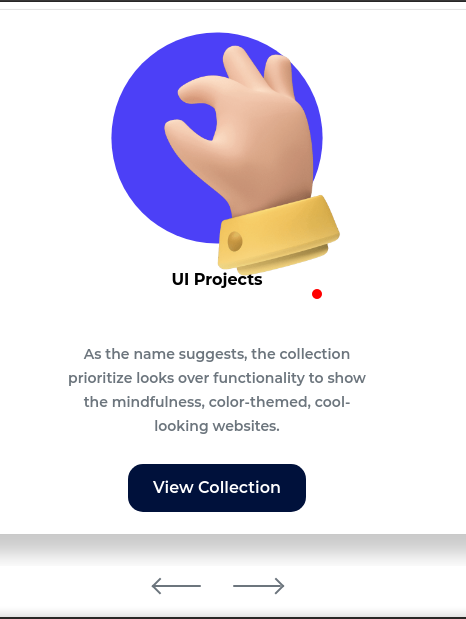 UI Projects
As the name suggests, the collection
prioritize looks over functionality to show
the mindfulness, color-themed, cool-
looking websites.
View Collection